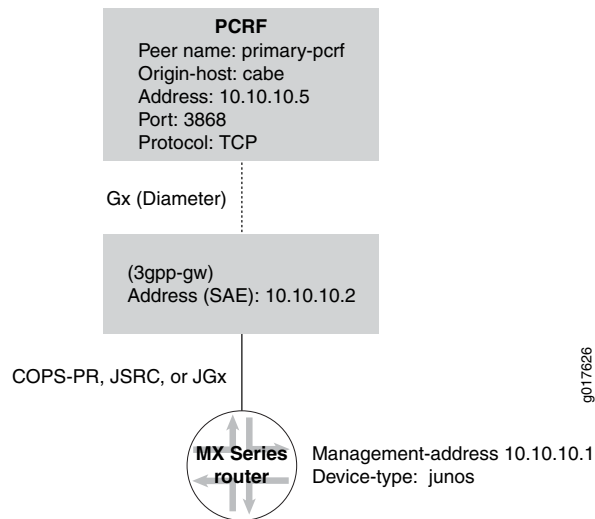 PCRF
Peer name: primary-pcrf
Origin-host: cabe
Address: 10.10.10.5
Port: 3868
Protocol: TCP
Gx (Diameter)
(3gpp-gw)
Address (SAE): 10.10.10.2
COPS-PR, JSRC, or JGx
MX Series
router
Management-address 10.10.10.1
Device-type: junos
g017626